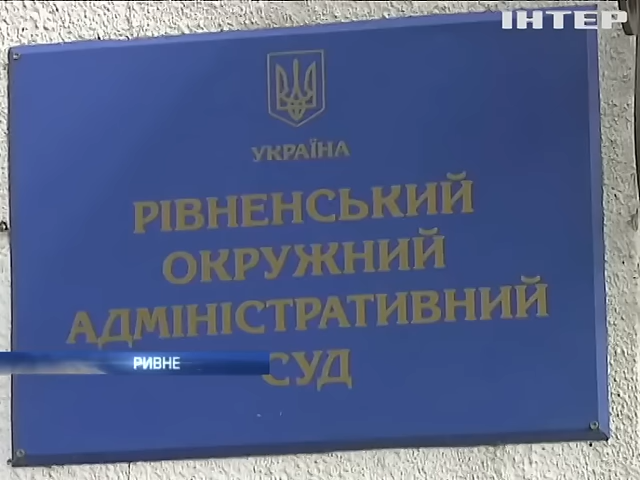 ІНТЕР
УКРАЇНА
РІВНЕНСЬКИЙ
ОКРУЖНИЙ
АДМІНІСТРАТИВНИЙ
СУД
РИВНЕ